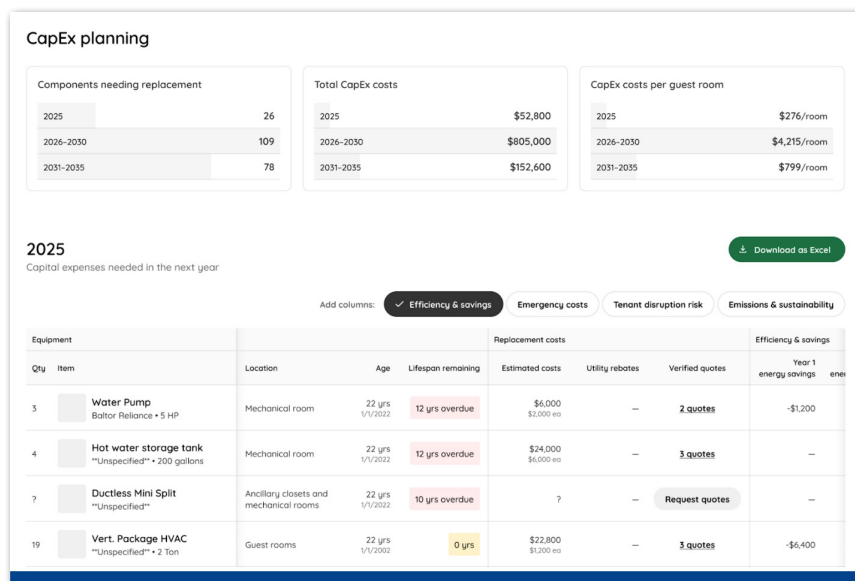 CapEx planning
Components needing replacement
2025 26
2026–2030 109
2031–2035 78
Total CapEx costs
2025 $52,800
2026–2030 $805,000
2031–2035 $152,600
CapEx costs per guest room
2025 $276/room
2026–2030 $4,215/room
2031–2035 $799/room
2025
Capital expenses needed in the next year
Download as Excel
Add columns: ✓ Efficiency & savings Emergency costs Tenant disruption risk Emissions & sustainability
Equipment Replacement costs Efficiency & savings
Qty Item Location Age Lifespan remaining Estimated costs Utility rebates Verified quotes Year 1 energy savings
3 Water Pump Mechanical room 22 yrs 12 yrs overdue $6,000 — 2 quotes -$1,200
Baltor Reliance • 5 HP 1/1/2022 $2,000 ea
4 Hot water storage tank Mechanical room 22 yrs 12 yrs overdue $24,000 — 3 quotes —
**Unspecified** • 200 gallons 1/1/2022 $6,000 ea
? Ductless Mini Split Ancillary closets and 22 yrs 10 yrs overdue ? — Request quotes —
**Unspecified** mechanical rooms 1/1/2022
19 Vert. Package HVAC Guest rooms 22 yrs 0 yrs $22,800 — 3 quotes -$6,400
**Unspecified** • 2 Ton 1/1/2002 $1,200 ea